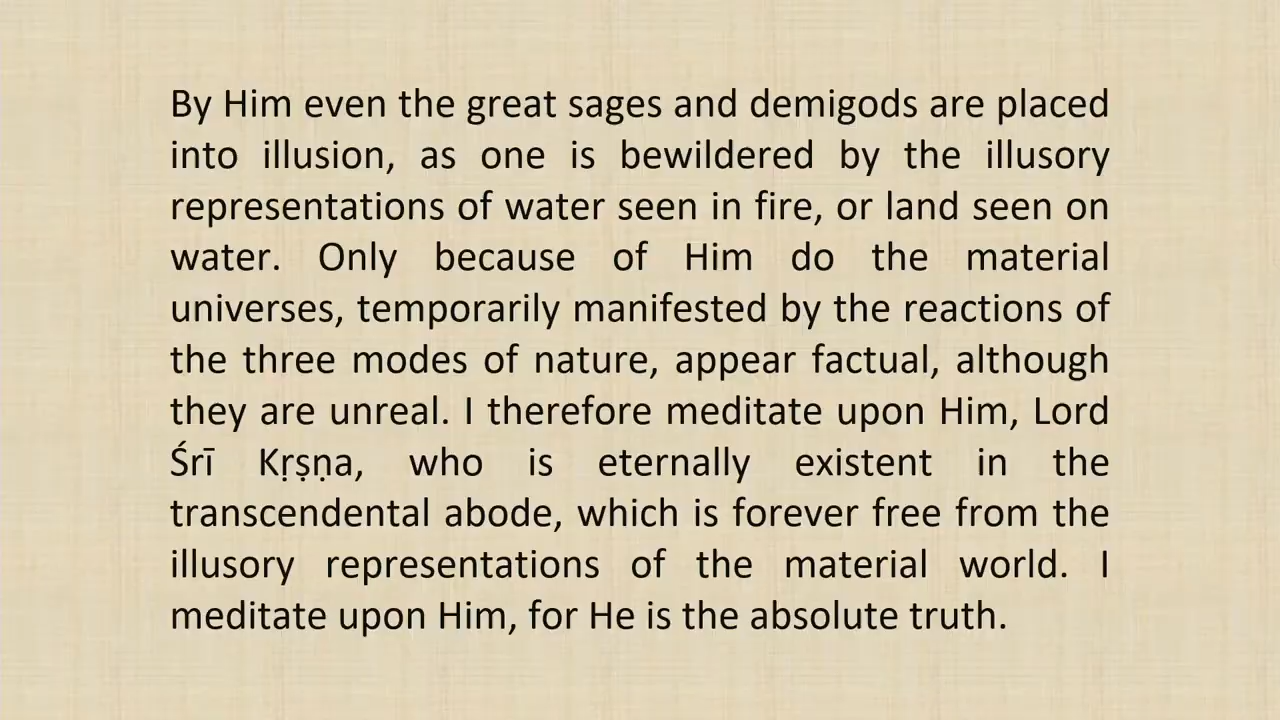 By Him even the great sages and demigods are placed
into illusion, as one is bewildered by the illusory
representations of water seen in fire, or land seen on
water. Only because of Him do the material
universes, temporarily manifested by the reactions of
the three modes of nature, appear factual, although
they are unreal. I therefore meditate upon Him, Lord
Śrī Kṛṣṇa, who is eternally existent in the
transcendental abode, which is forever free from the
illusory representations of the material world. I
meditate upon Him, for He is the absolute truth.